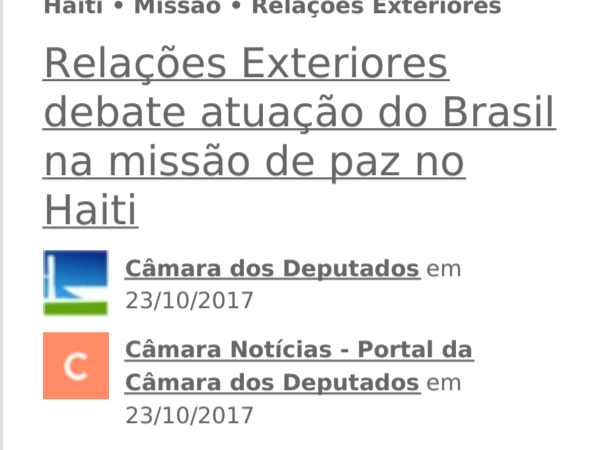 Haiti • Missão • Relações Exteriores
Relações Exteriores
debate atuação do Brasil
na missão de paz no
Haiti
Câmara dos Deputados em
23/10/2017
C
Câmara Notícias - Portal da
Câmara dos Deputados em
23/10/2017